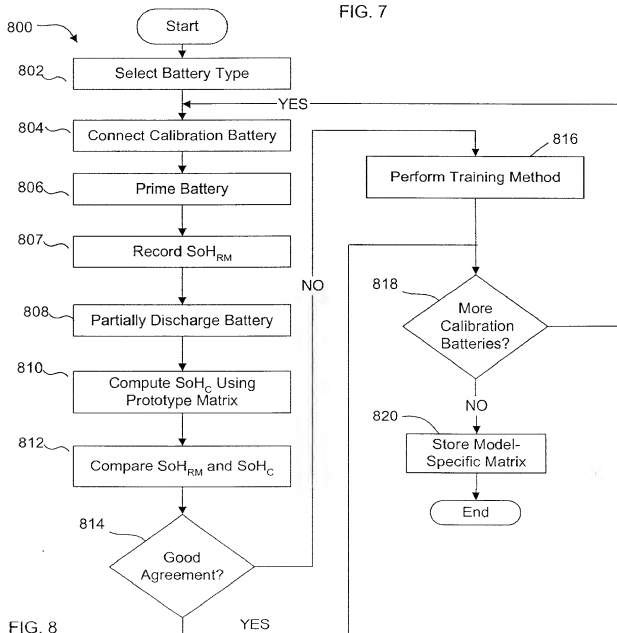 FIG. 7
800
Start
802
Select Battery Type
YES
804
Connect Calibration Battery
806
Prime Battery
807
Record SoH_RM
808
Partially Discharge Battery
810
Compute SoH_C Using
Prototype Matrix
812
Compare SoH_RM and SoH_C
814
Good
Agreement?
NO
YES
816
Perform Training Method
818
More
Calibration
Batteries?
NO
820
Store Model-
Specific Matrix
End
FIG. 8